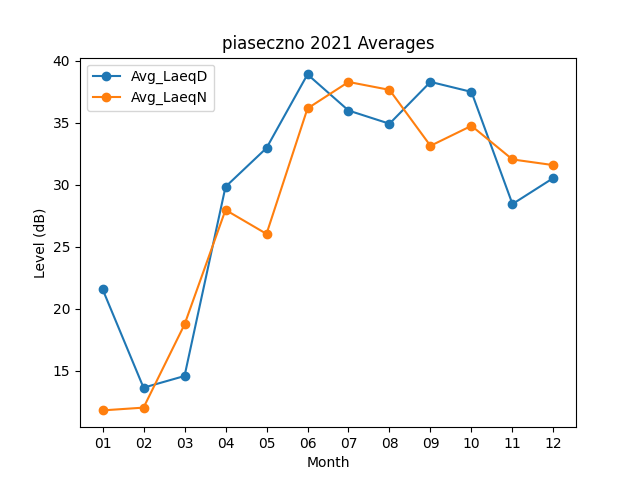 piaseczno 2021 Averages
Avg_LaeqD
Avg_LaeqN
Level (dB)
40
35
30
25
20
15
01 02 03 04 05 06 07 08 09 10 11 12
Month